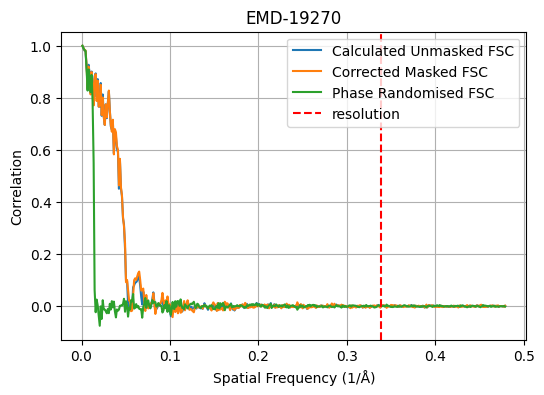 EMD-19270
Calculated Unmasked FSC
Corrected Masked FSC
Phase Randomised FSC
resolution
1.0
0.8
0.6
0.4
0.2
0.0
Correlation
0.0 0.1 0.2 0.3 0.4 0.5
Spatial Frequency (1/Å)